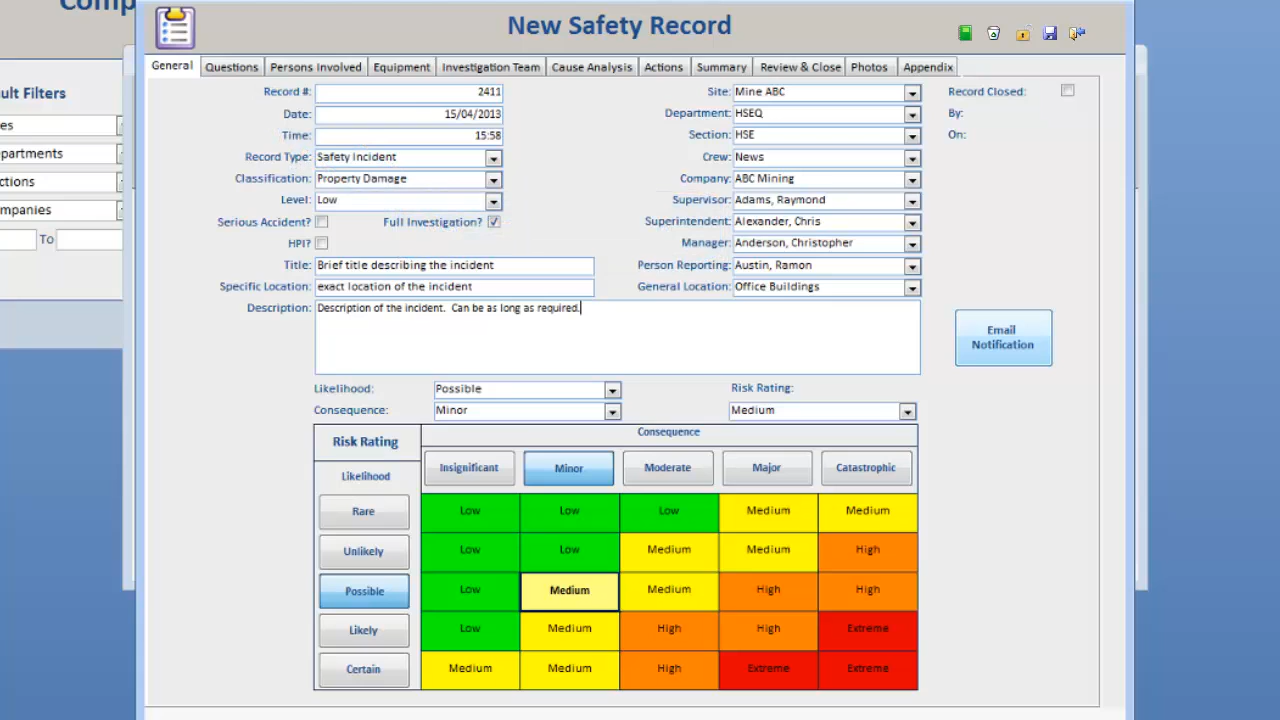 New Safety Record
General Questions Persons Involved Equipment Investigation Team Cause Analysis Actions Summary Review & Close Photos Appendix
Record #: 2411 Site: Mine ABC Record Closed:
Date: 15/04/2013 Department: HSEQ By:
Time: 15:58 Section: HSE On:
Record Type: Safety Incident Crew: News
Classification: Property Damage Company: ABC Mining
Level: Low Supervisor: Adams, Raymond
Serious Accident? Full Investigation? Superintendent: Alexander, Chris
HPI? Manager: Anderson, Christopher
Title: Brief title describing the incident Person Reporting: Austin, Ramon
Specific Location: exact location of the incident General Location: Office Buildings
Description: Description of the incident. Can be as long as required.
Email
Notification
Likelihood: Possible Risk Rating:
Consequence: Minor Medium
Risk Rating Consequence
Likelihood Insignificant Minor Moderate Major Catastrophic
Rare Low Low Low Medium Medium
Unlikely Low Low Medium Medium High
Possible Low Medium Medium High High
Likely Low Medium High High Extreme
Certain Medium Medium High Extreme Extreme
Filters
To